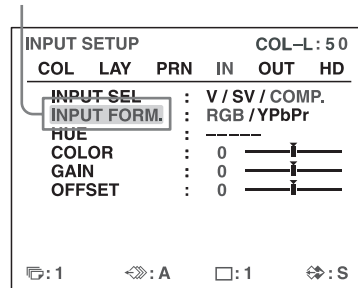 INPUT SETUP COL–L:50
COL LAY PRN IN OUT HD
INPUT SEL : V / SV / COMP.
INPUT FORM. : RGB / YPbPr
HUE : –––––
COLOR : 0
GAIN : 0
OFFSET : 0
:1 :A :1 :S